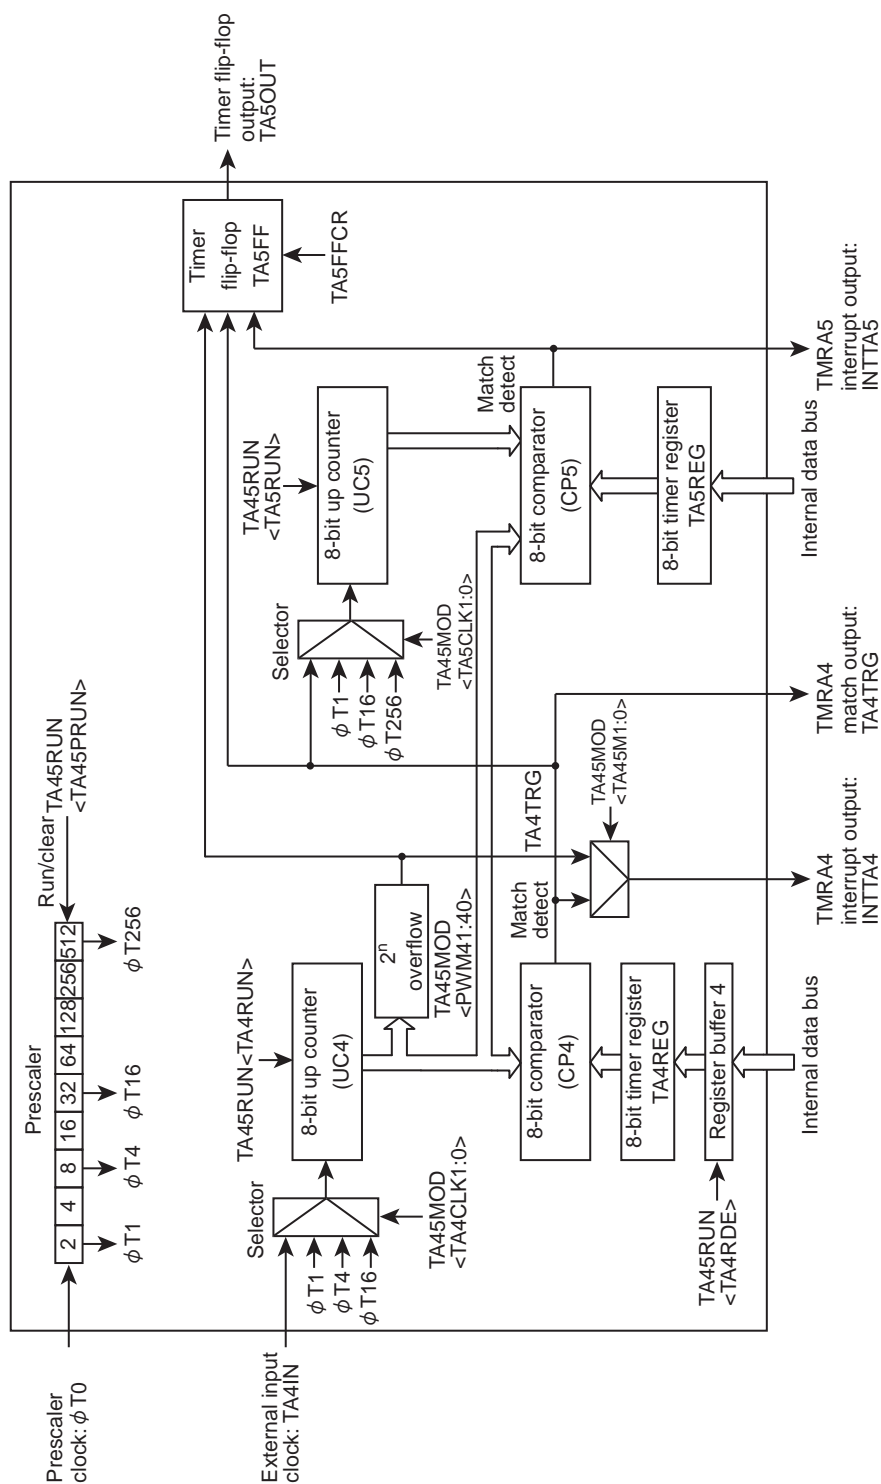 Prescaler
clock: ϕT0
Prescaler
2
4
8
16
32
64
128
256
512
ϕT1
ϕT4
ϕT16
ϕT256
Run/clear
TA45RUN
<TA45PRUN>
External input
clock: TA4IN
Selector
ϕT1
ϕT4
ϕT16
TA45MOD
<TA4CLK1:0>
TA45RUN<TA4RUN>
8-bit up counter
(UC4)
2n
overflow
TA45MOD
<PWM41:40>
TA4TRG
Selector
ϕT1
ϕT16
ϕT256
TA45MOD
<TA5CLK1:0>
TA45RUN
<TA5RUN>
8-bit up counter
(UC5)
Timer
flip-flop
TA5FF
TA5FFCR
Timer flip-flop
output:
TA5OUT
8-bit comparator
(CP4)
Match
detect
8-bit timer register
TA4REG
Register buffer 4
TA45RUN
<TA4RDE>
Internal data bus
TA45MOD
<TA45M1:0>
TMRA4
interrupt output:
INTTA4
TMRA4
match output:
TA4TRG
8-bit comparator
(CP5)
Match
detect
8-bit timer register
TA5REG
Internal data bus
TMRA5
interrupt output:
INTTA5